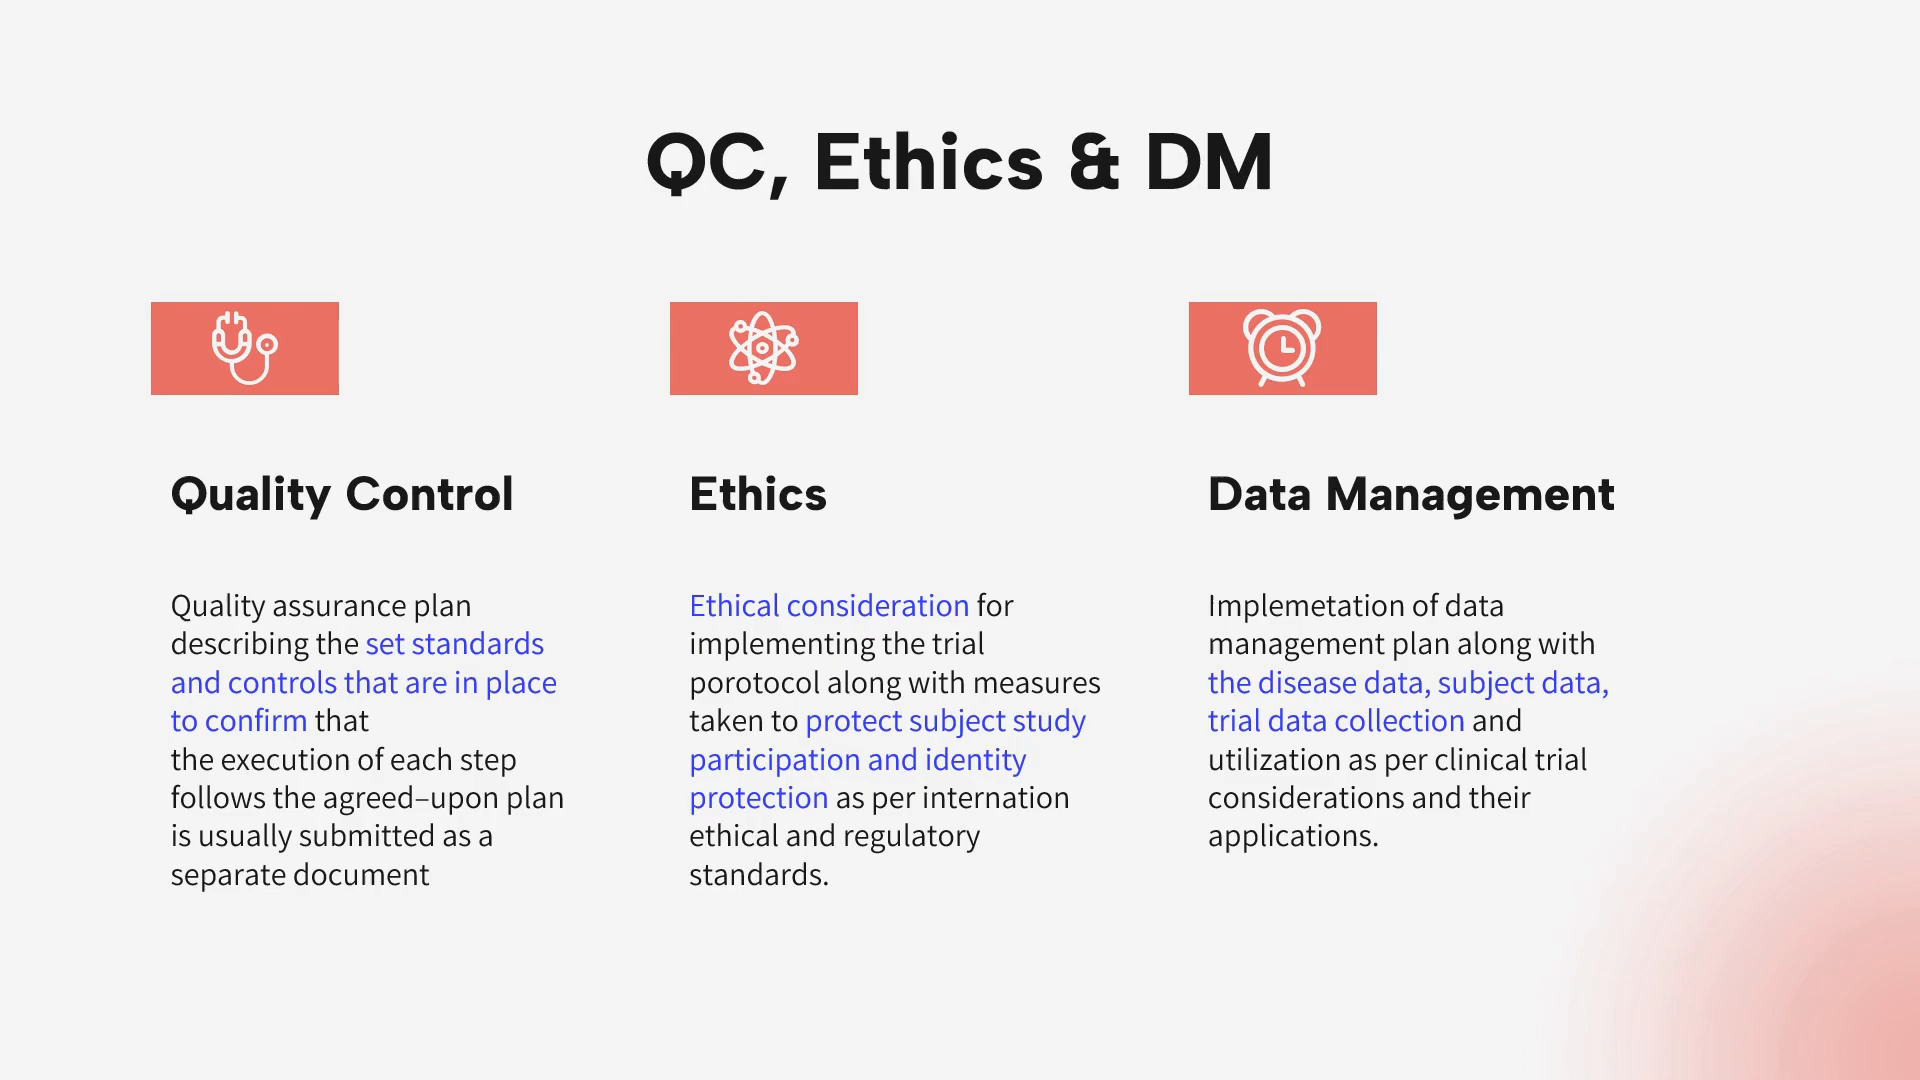 QC, Ethics & DM
Quality Control
Quality assurance plan
describing the set standards
and controls that are in place
to confirm that
the execution of each step
follows the agreed–upon plan
is usually submitted as a
separate document
Ethics
Ethical consideration for
implementing the trial
porotocol along with measures
taken to protect subject study
participation and identity
protection as per internation
ethical and regulatory
standards.
Data Management
Implemetation of data
management plan along with
the disease data, subject data,
trial data collection and
utilization as per clinical trial
considerations and their
applications.